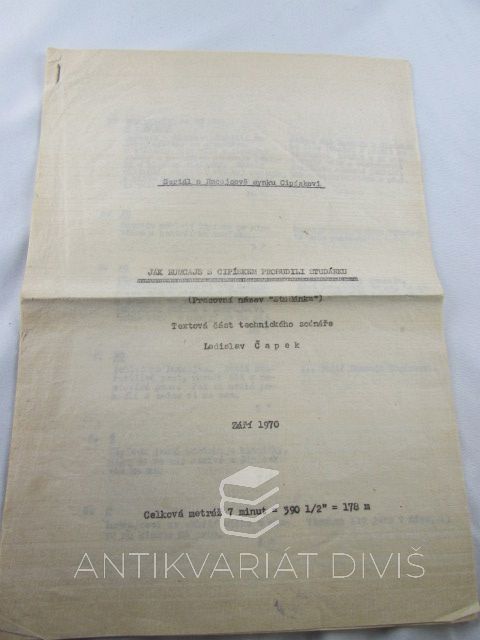 Seriál o Rumcajsově synku Cipískovi
JAK RUMCAJS S CIPÍSKEM PROBUDILI STUDÁNKU
(Pracovní název "Studánka")
Textová část technického scénáře
Ladislav Čapek
ZÁŘÍ 1970
Celková metráž 7 minut = 390 1/2" = 178 m
ANTIKVARIÁT DIVIŠ